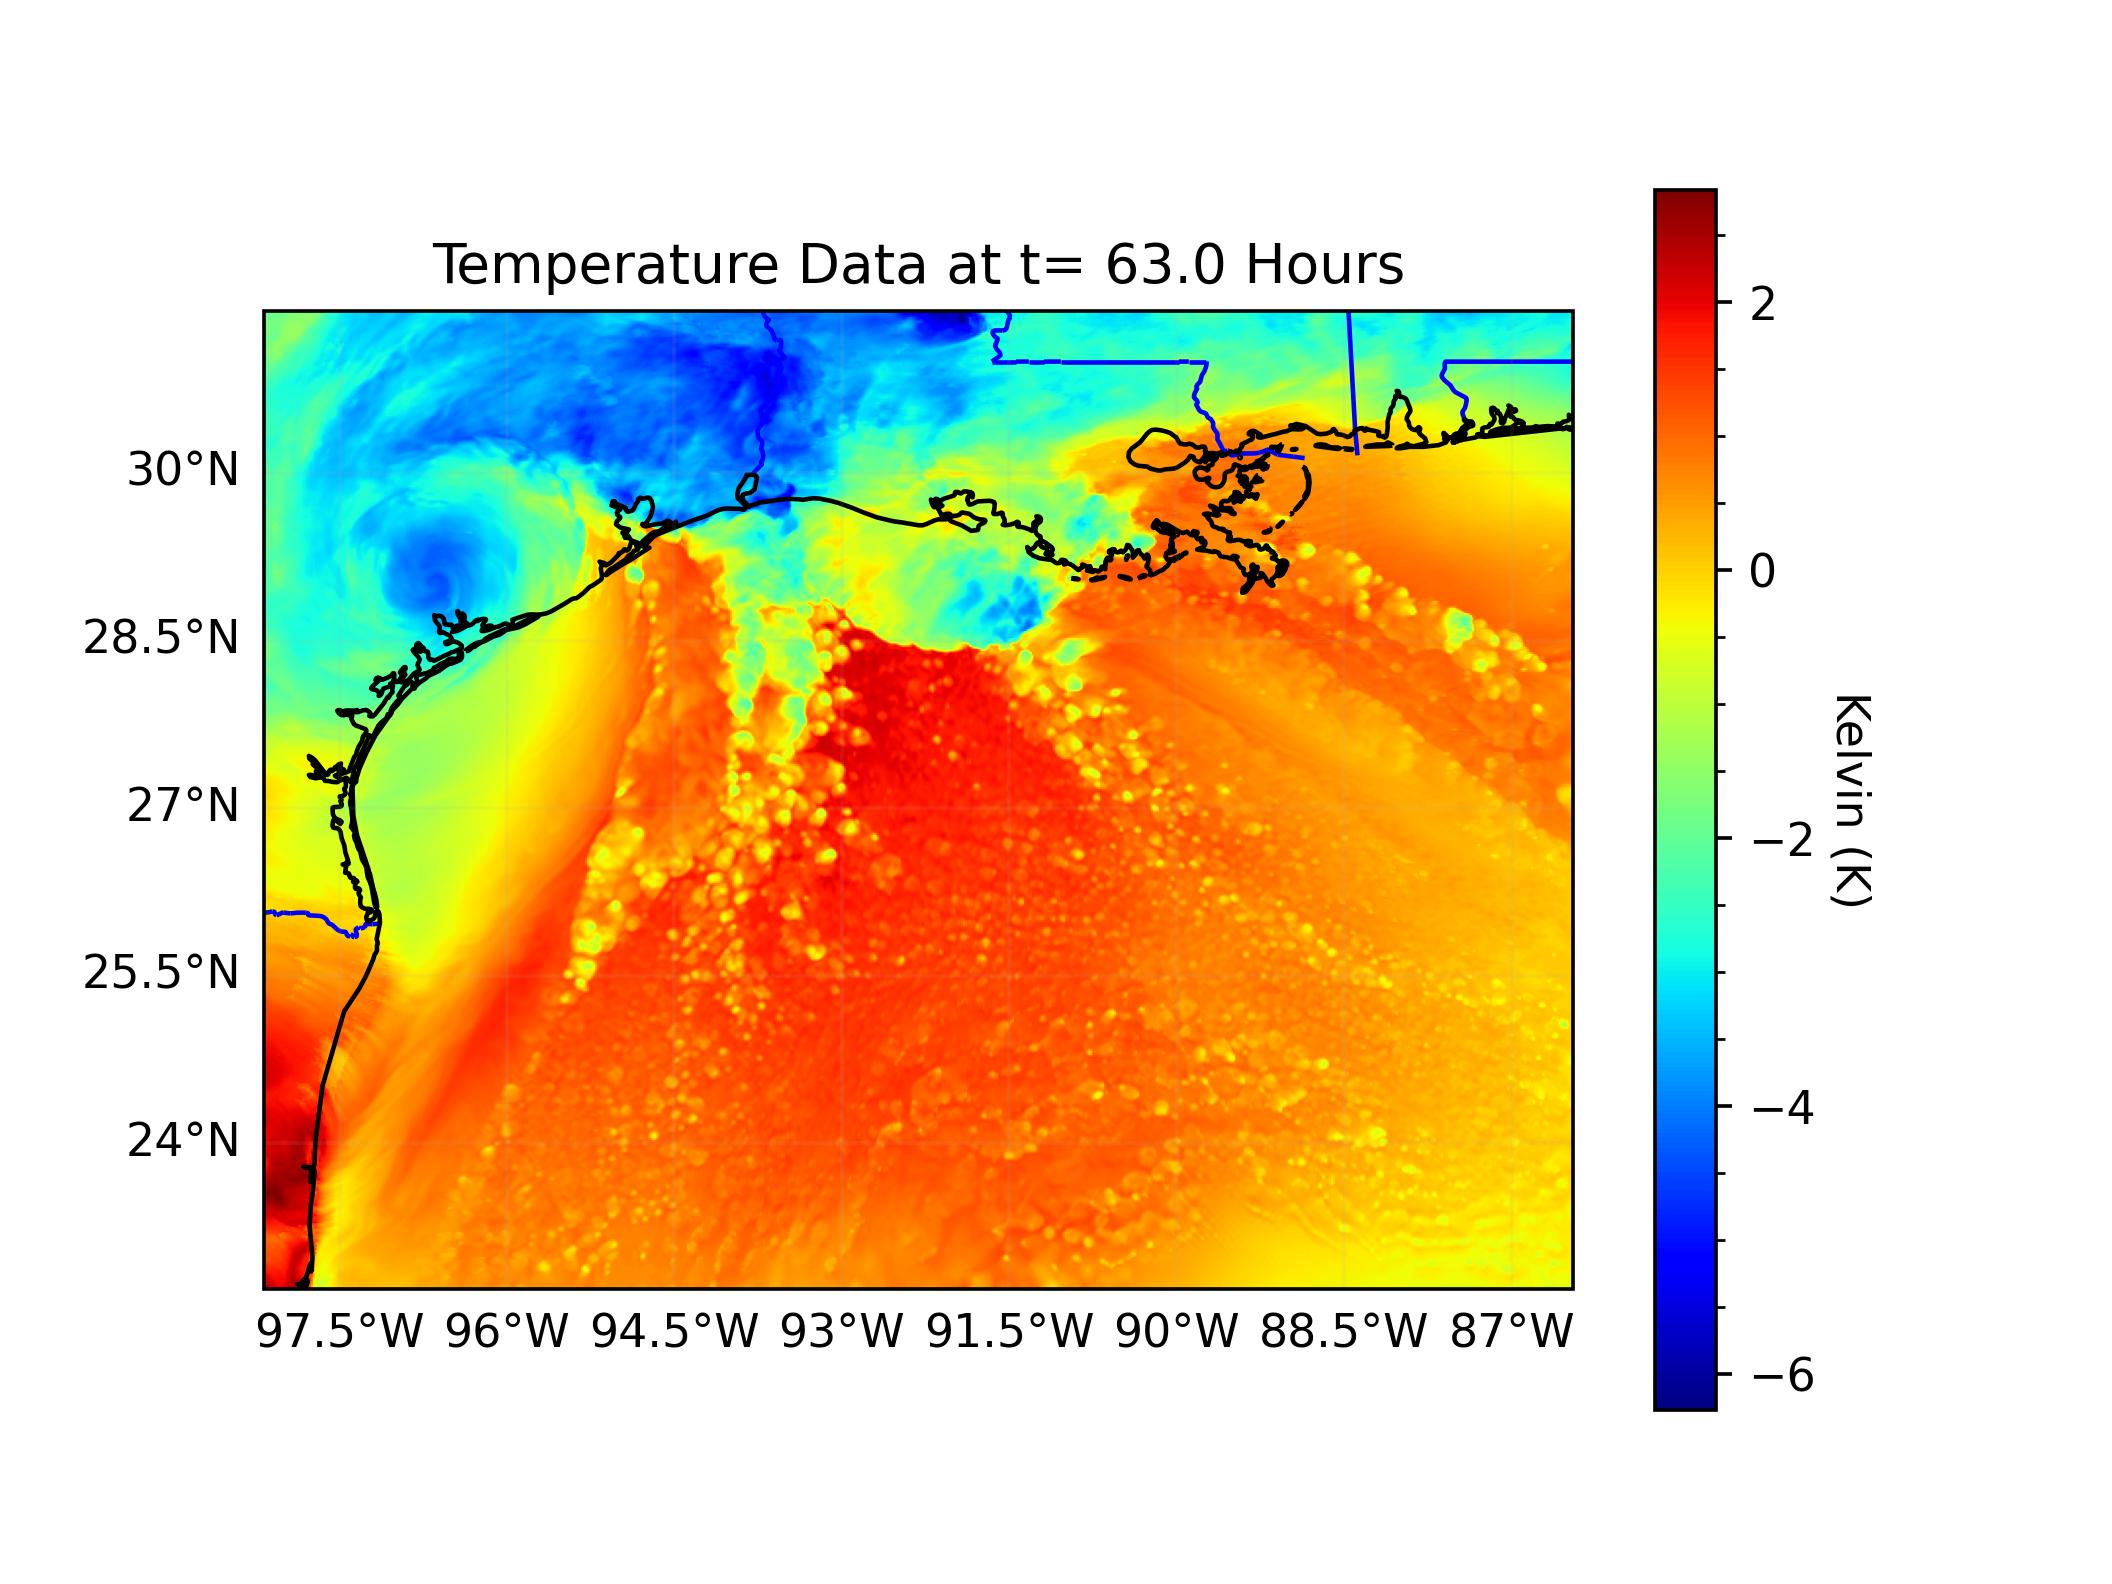 Temperature Data at t= 63.0 Hours
30°N
28.5°N
27°N
25.5°N
24°N
97.5°W 96°W 94.5°W 93°W 91.5°W 90°W 88.5°W 87°W
2
0
−2
−4
−6
Kelvin (K)